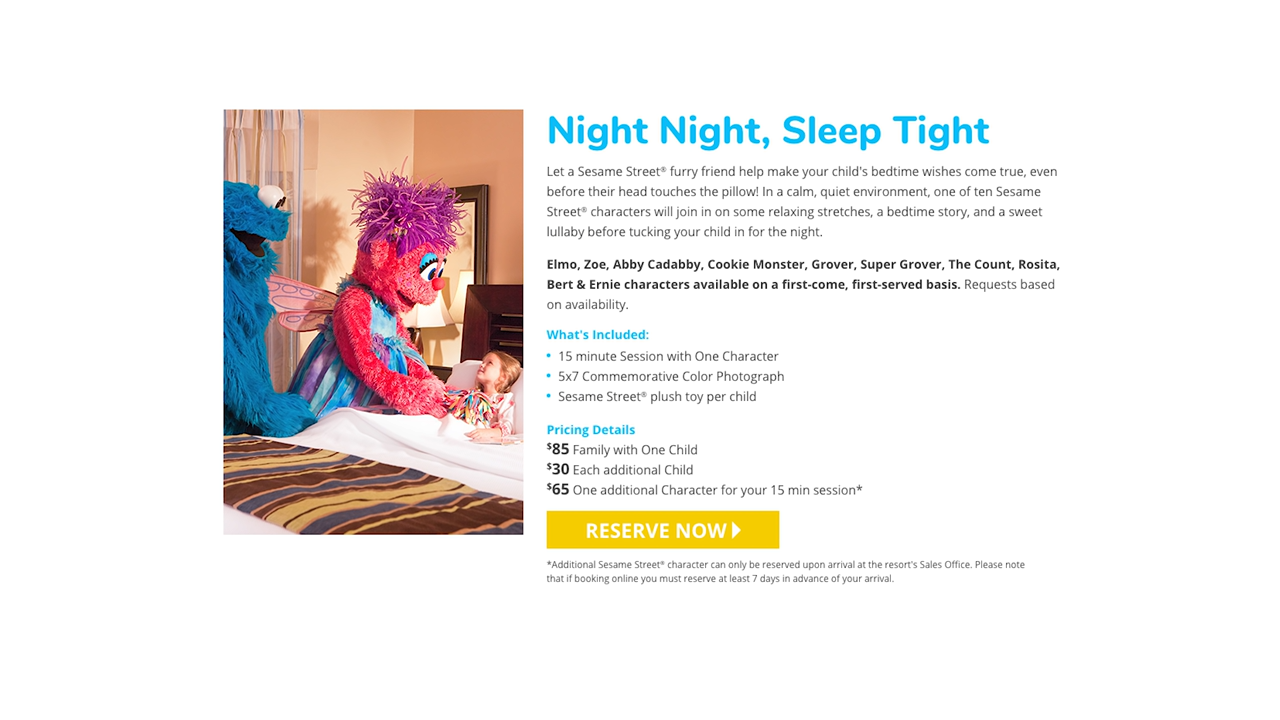 Night Night, Sleep Tight
Let a Sesame Street® furry friend help make your child's bedtime wishes come true, even
before their head touches the pillow! In a calm, quiet environment, one of ten Sesame
Street® characters will join in on some relaxing stretches, a bedtime story, and a sweet
lullaby before tucking your child in for the night.
Elmo, Zoe, Abby Cadabby, Cookie Monster, Grover, Super Grover, The Count, Rosita,
Bert & Ernie characters available on a first-come, first-served basis. Requests based
on availability.
What's Included:
• 15 minute Session with One Character
• 5x7 Commemorative Color Photograph
• Sesame Street® plush toy per child
Pricing Details
$85 Family with One Child
$30 Each additional Child
$65 One additional Character for your 15 min session*
RESERVE NOW
*Additional Sesame Street® character can only be reserved upon arrival at the resort's Sales Office. Please note
that if booking online you must reserve at least 7 days in advance of your arrival.